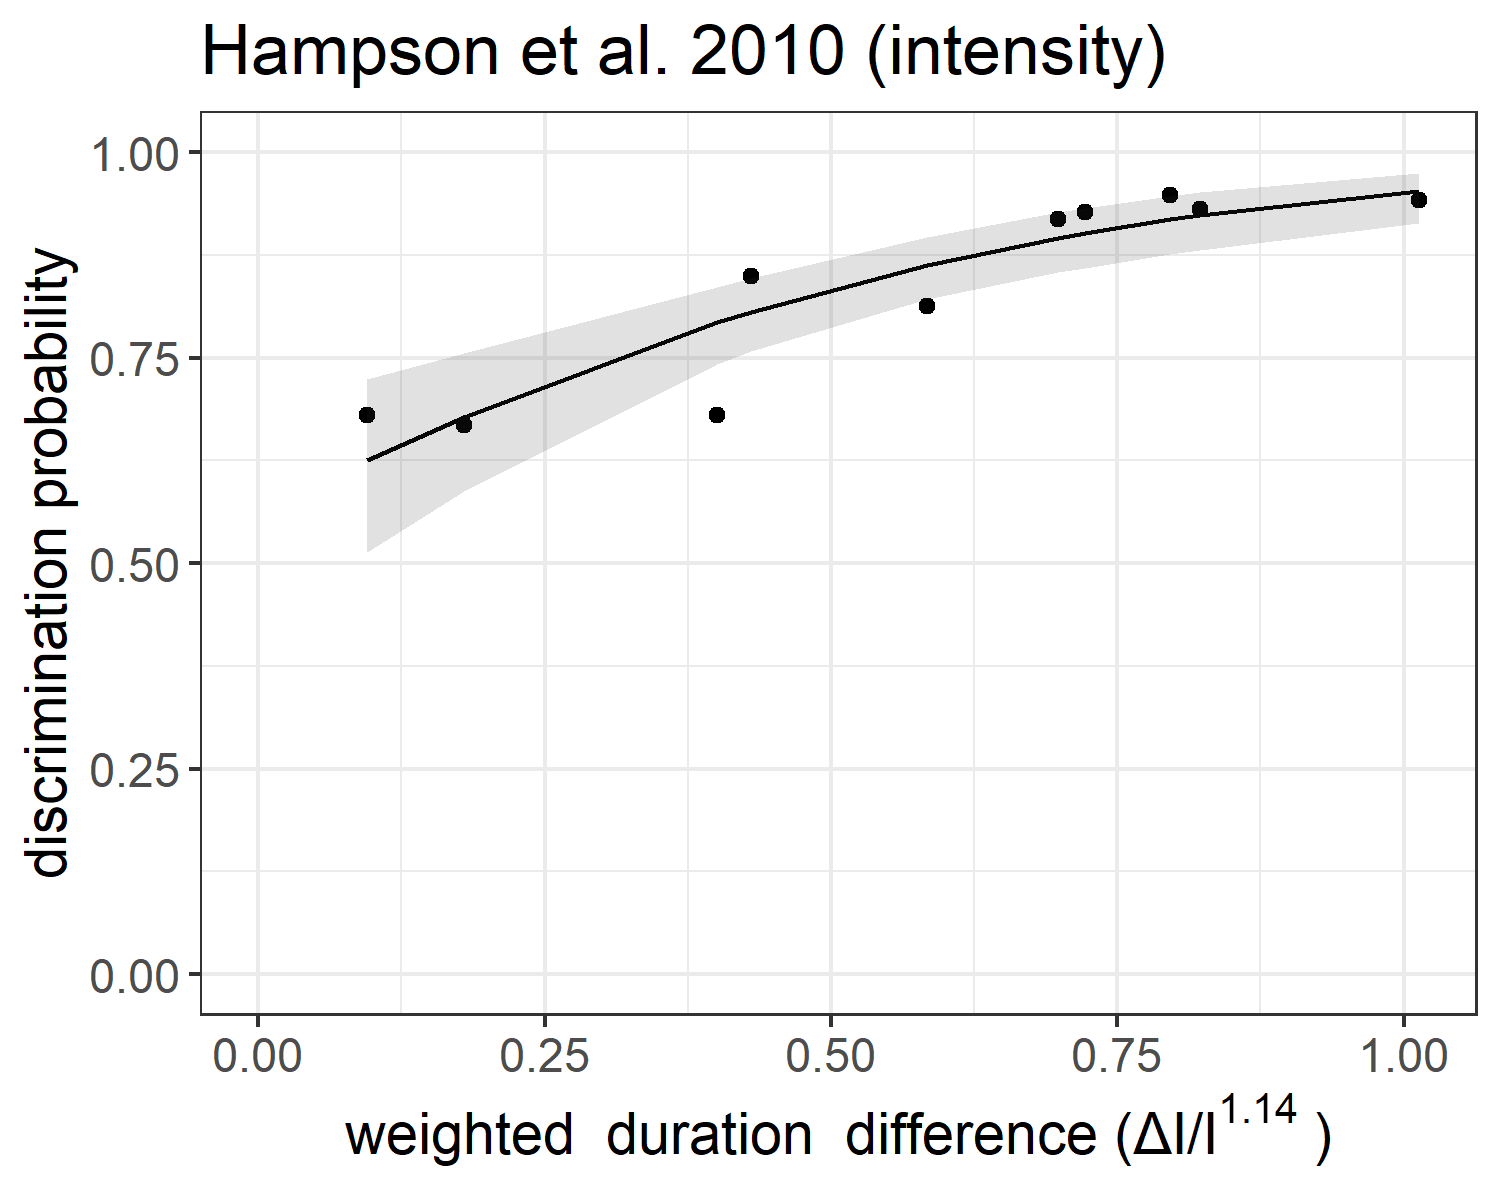 Hampson et al. 2010 (intensity)
discrimination probability
1.00
0.75
0.50
0.25
0.00
0.00 0.25 0.50 0.75 1.00
weighted duration difference (ΔI/I^1.14 )